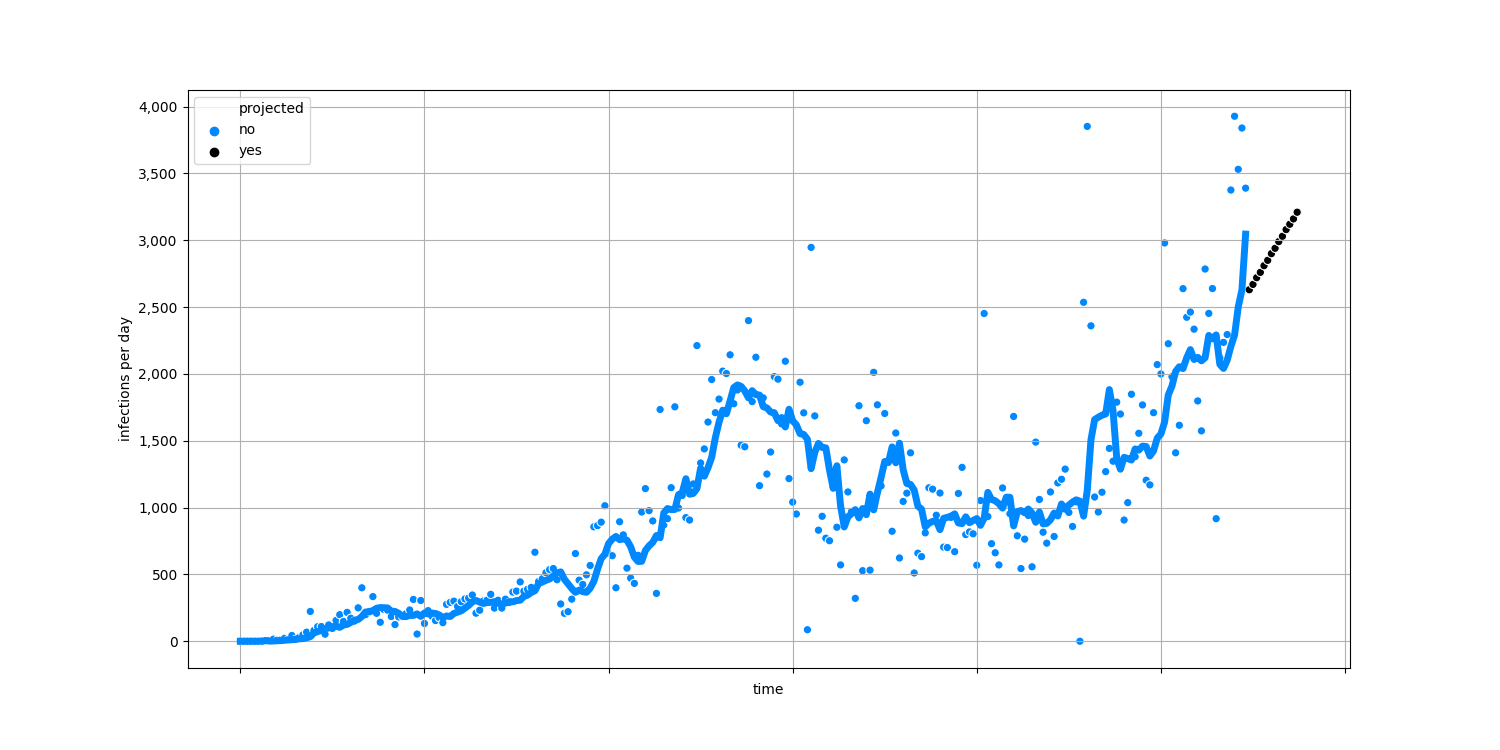 projected
no
yes
4,000
3,500
3,000
2,500
2,000
1,500
1,000
500
0
infections per day
time